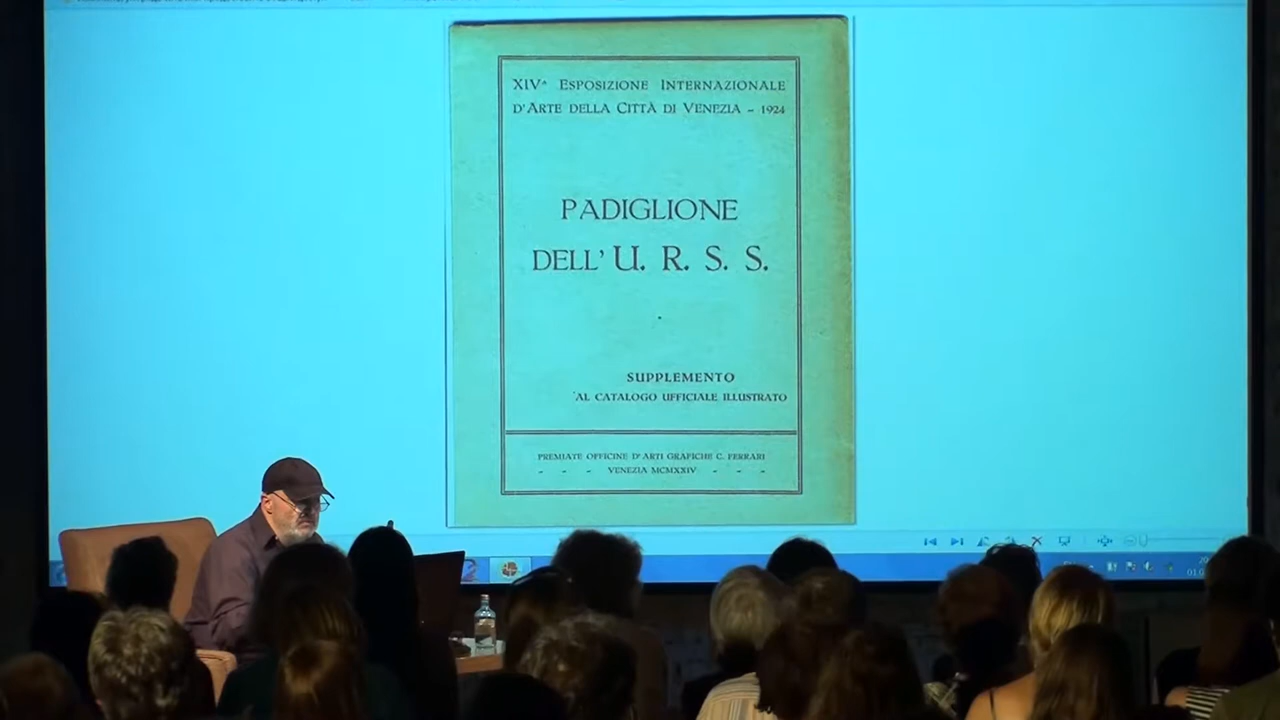 XIVᴬ ESPOSIZIONE INTERNAZIONALE
D'ARTE DELLA CITTÀ DI VENEZIA - 1924
PADIGLIONE
DELL' U. R. S. S.
SUPPLEMENTO
AL CATALOGO UFFICIALE ILLUSTRATO
PREMIATE OFFICINE D'ARTI GRAFICHE C. FERRARI
- - - VENEZIA MCMXXIV - - -